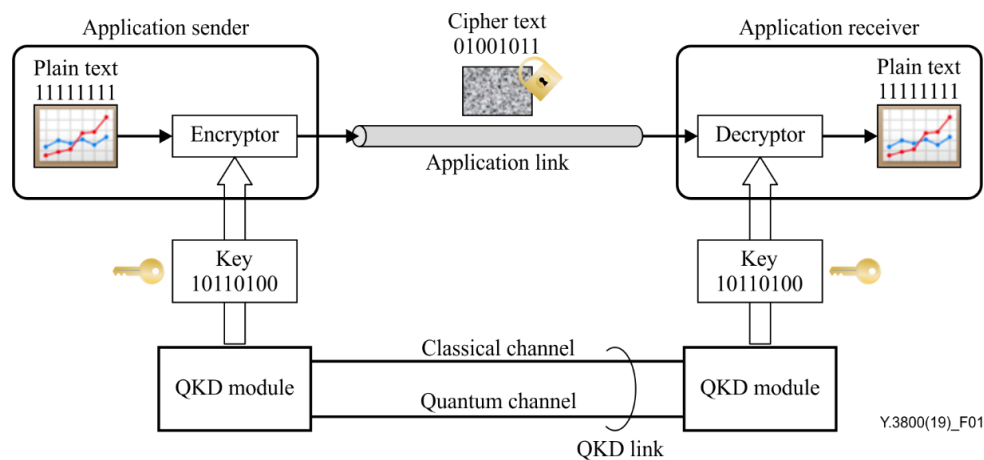 Application sender
Cipher text
01001011
Application receiver
Plain text
11111111
Plain text
11111111
Encryptor
Decryptor
Application link
Key
10110100
Key
10110100
Classical channel
QKD module
QKD module
Quantum channel
Y.3800(19)_F01
QKD link